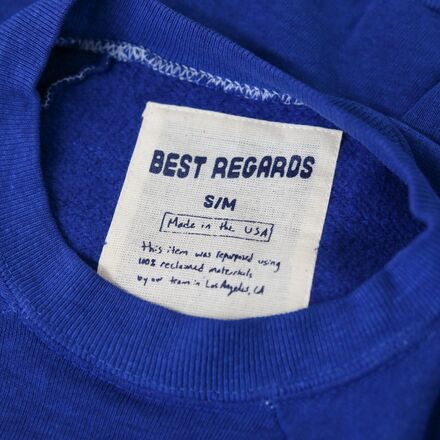 BEST REGARDS
S/M
Made in the USA
this item was repurposed using
100% reclaimed materials
by our team in Los Angeles, CA